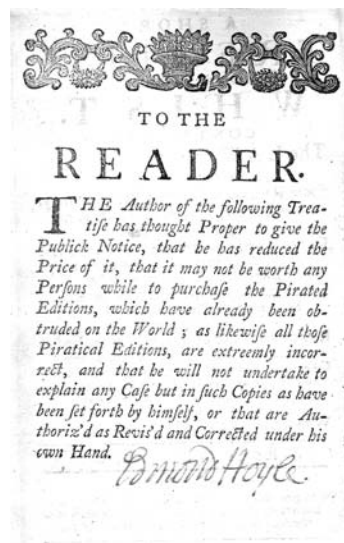 TO THE
READER.
THE Author of the following Trea-
tiſe has thought Proper to give the
Publick Notice, that he has reduced the
Price of it, that it may not be worth any
Perſons while to purchaſe the Pirated
Editions, which have already been ob-
truded on the World ; as likewiſe all thoſe
Piratical Editions, are extreemly incor-
rect, and that he will not undertake to
explain any Caſe but in ſuch Copies as have
been ſet forth by himſelf, or that are Au-
thoriz'd as Revis'd and Corrected under his
own Hand.
Edmond Hoyle